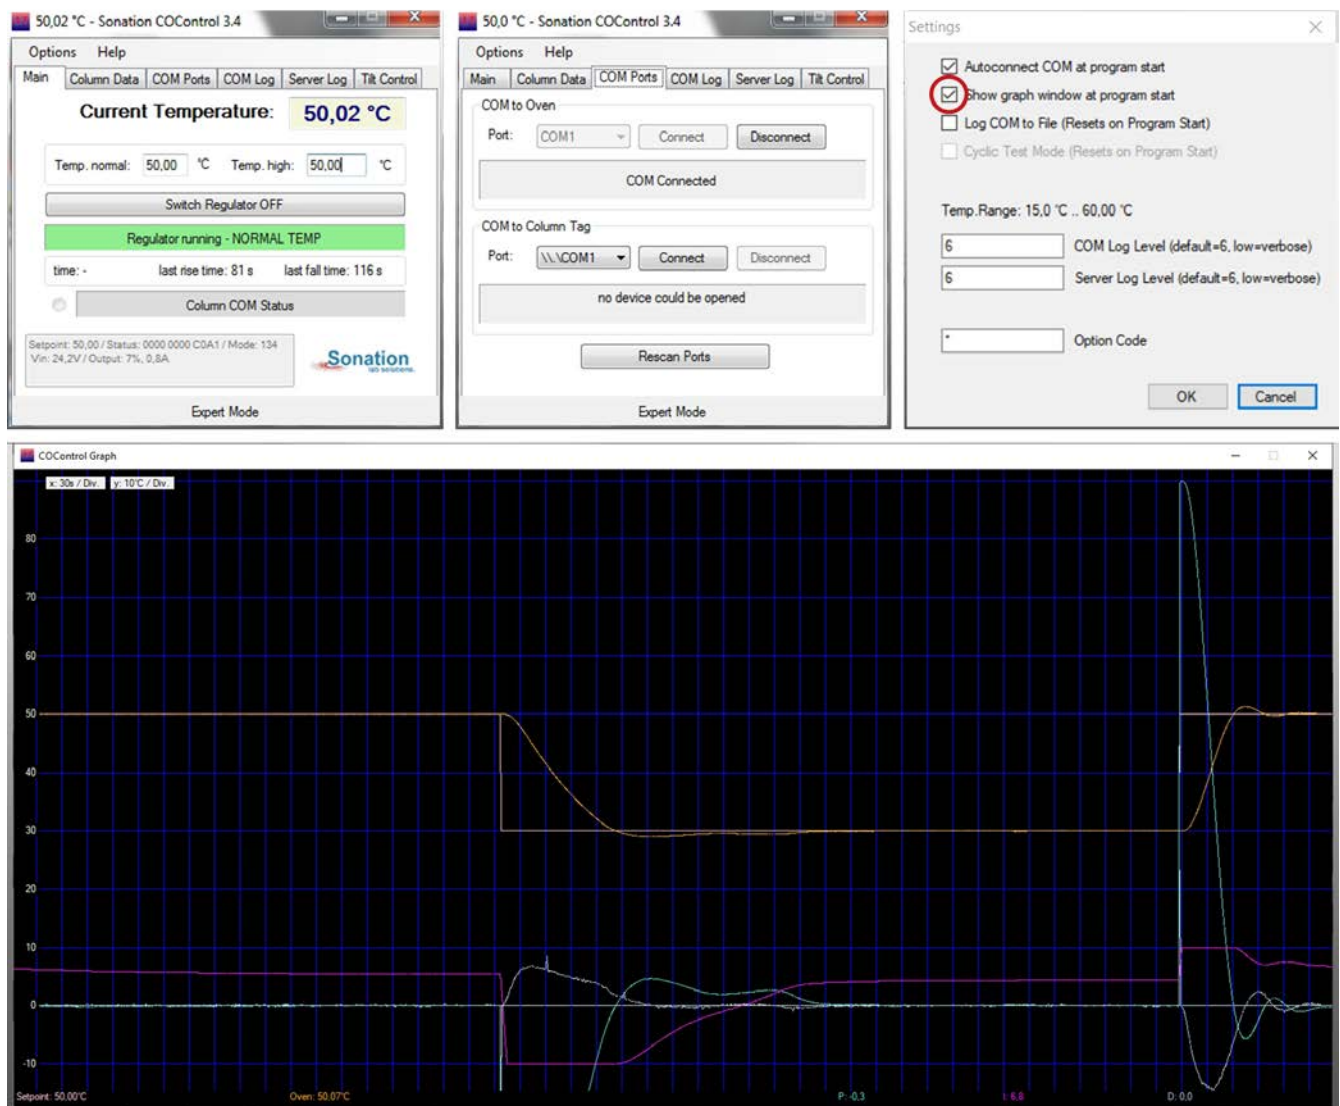 50,02 °C - Sonation COControl 3.4
Options Help
Main Column Data COM Ports COM Log Server Log Tilt Control
Current Temperature: 50,02 °C
Temp. normal: 50,00 °C Temp. high: 50,00 °C
Switch Regulator OFF
Regulator running - NORMAL TEMP
time: - last rise time: 81 s last fall time: 116 s
Column COM Status
Setpoint: 50,00 / Status: 0000 0000 C0A1 / Mode: 134
Vin: 24,2V / Output: 7%, 0,8A
Sonation
lab solutions.
Expert Mode
50,0 °C - Sonation COControl 3.4
Options Help
Main Column Data COM Ports COM Log Server Log Tilt Control
COM to Oven
Port: COM1 Connect Disconnect
COM Connected
COM to Column Tag
Port: \\.\COM1 Connect Disconnect
no device could be opened
Rescan Ports
Expert Mode
Settings
Autoconnect COM at program start
Show graph window at program start
Log COM to File (Resets on Program Start)
Cyclic Test Mode (Resets on Program Start)
Temp.Range: 15,0 °C .. 60,00 °C
6 COM Log Level (default=6, low=verbose)
6 Server Log Level (default=6, low=verbose)
* Option Code
OK Cancel
COControl Graph
x: 30s / Div. y: 10°C / Div.
80
70
60
50
40
30
20
10
0
-10
Setpoint: 50,00°C Oven: 50,07°C P: -0,3 I: 6,8 D: 0,0